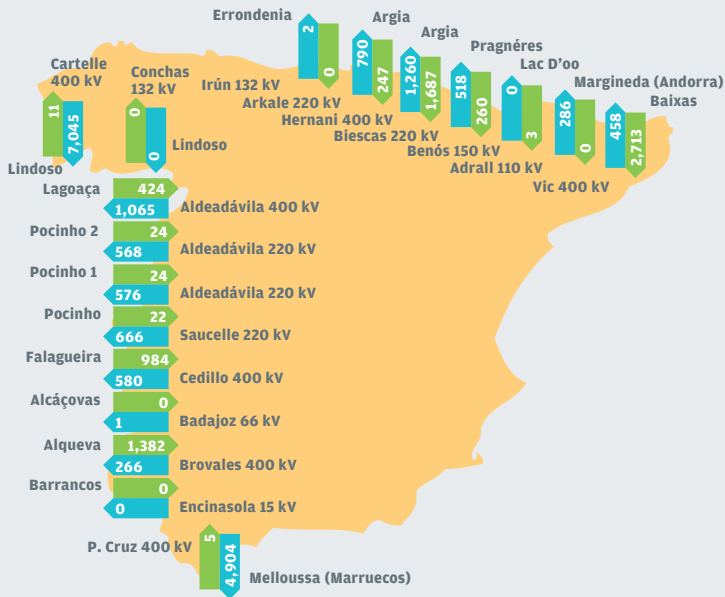 Errondenia
Argia
Argia
Pragnéres
Lac D'oo
Margineda (Andorra)
Baixas
2
0
790
247
1,260
1,687
518
260
0
3
286
0
458
2,713
Irún 132 kV
Arkale 220 kV
Hernani 400 kV
Biescas 220 kV
Benós 150 kV
Adrall 110 kV
Vic 400 kV
Cartelle
400 kV
11
7,045
Lindoso
Conchas
132 kV
0
0
Lindoso
Lagoaça
424
1,065
Aldeadávila 400 kV
Pocinho 2
24
568
Aldeadávila 220 kV
Pocinho 1
24
576
Aldeadávila 220 kV
Pocinho
22
666
Saucelle 220 kV
Falagueira
984
580
Cedillo 400 kV
Alcáçovas
0
1
Badajoz 66 kV
Alqueva
1,382
266
Brovales 400 kV
Barrancos
0
0
Encinasola 15 kV
P. Cruz 400 kV
5
4,904
Melloussa (Marruecos)